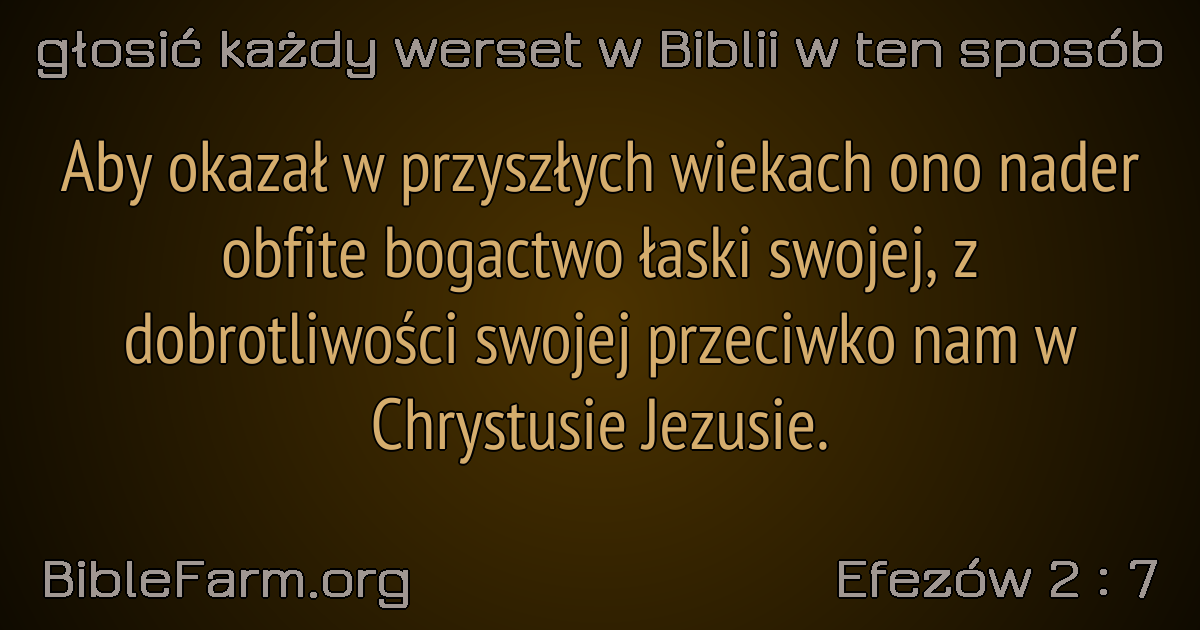 głosić każdy werset w Biblii w ten sposób
Aby okazał w przyszłych wiekach ono nader
obfite bogactwo łaski swojej, z
dobrotliwości swojej przeciwko nam w
Chrystusie Jezusie.
BibleFarm.org
Efezów 2 : 7